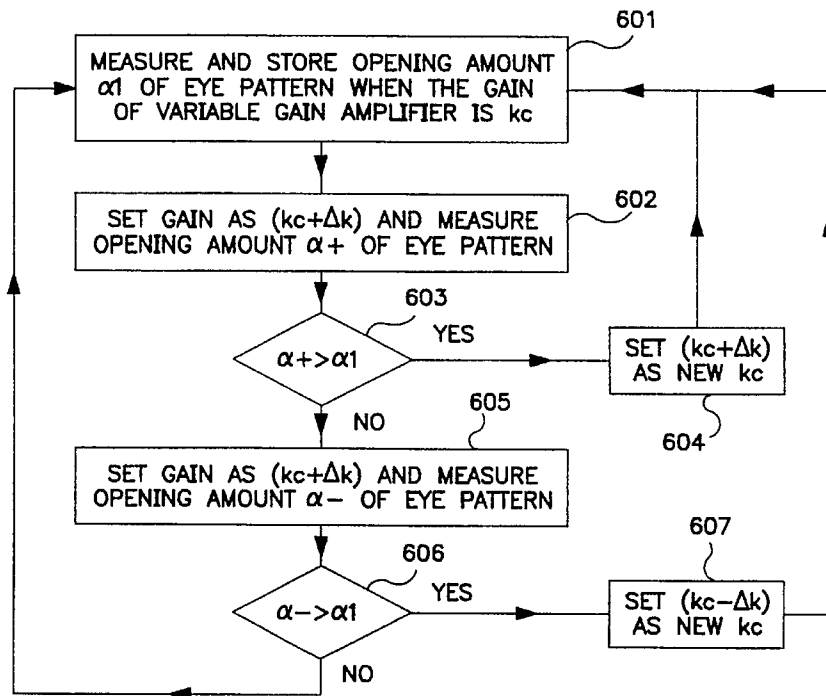 601
MEASURE AND STORE OPENING AMOUNT
α1 OF EYE PATTERN WHEN THE GAIN
OF VARIABLE GAIN AMPLIFIER IS kc
602
SET GAIN AS (kc+Δk) AND MEASURE
OPENING AMOUNT α+ OF EYE PATTERN
603
α+>α1
YES
SET (kc+Δk)
AS NEW kc
604
NO
605
SET GAIN AS (kc+Δk) AND MEASURE
OPENING AMOUNT α- OF EYE PATTERN
606
α->α1
YES
607
SET (kc-Δk)
AS NEW kc
NO